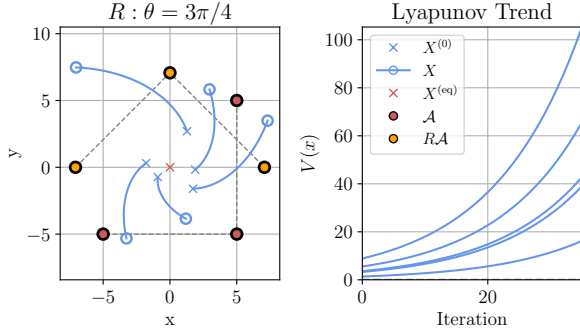 R : θ = 3π/4
10
5
0
−5
−5
0
5
x
y
Lyapunov Trend
100
80
60
40
20
0
0
20
Iteration
V(x)
X^(0)
X
X^(eq)
𝒜
R𝒜